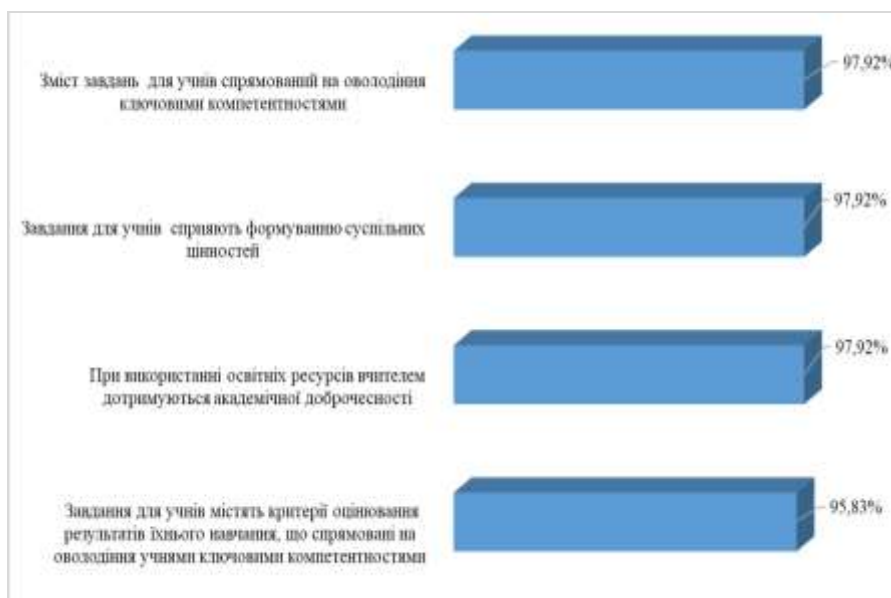 Зміст завдань для учнів спрямований на оволодіння
ключовими компетентностями
97,92%
Завдання для учнів сприяють формуванню суспільних
цінностей
97,92%
При використанні освітніх ресурсів вчителем
дотримуються академічної доброчесності
97,92%
Завдання для учнів містять критерії оцінювання
результатів їхнього навчання, що спрямовані на
оволодіння учнями ключовими компетентностями
95,83%